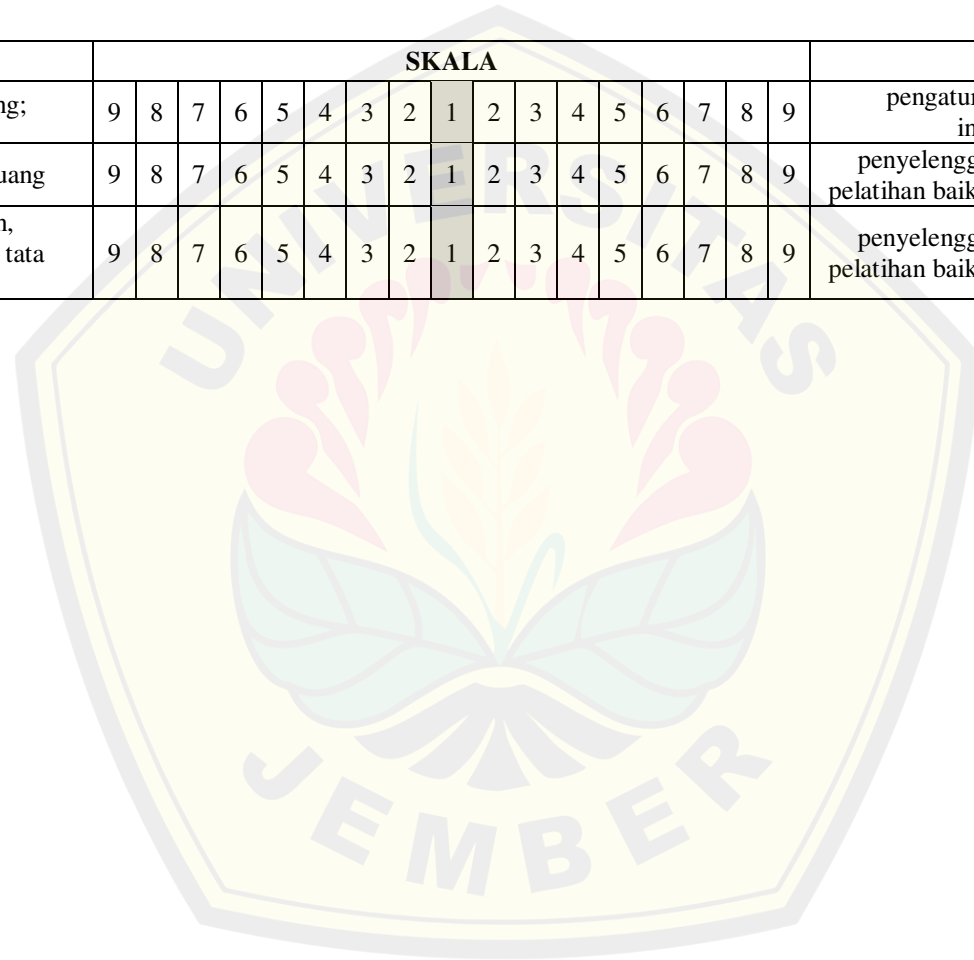 SKALA
ng; 9 8 7 6 5 4 3 2 1 2 3 4 5 6 7 8 9 pengatur
in
uang 9 8 7 6 5 4 3 2 1 2 3 4 5 6 7 8 9 penyelengg
pelatihan baik
n,
tata 9 8 7 6 5 4 3 2 1 2 3 4 5 6 7 8 9 penyelengg
pelatihan baik
UNIVERSITAS
JEMBER